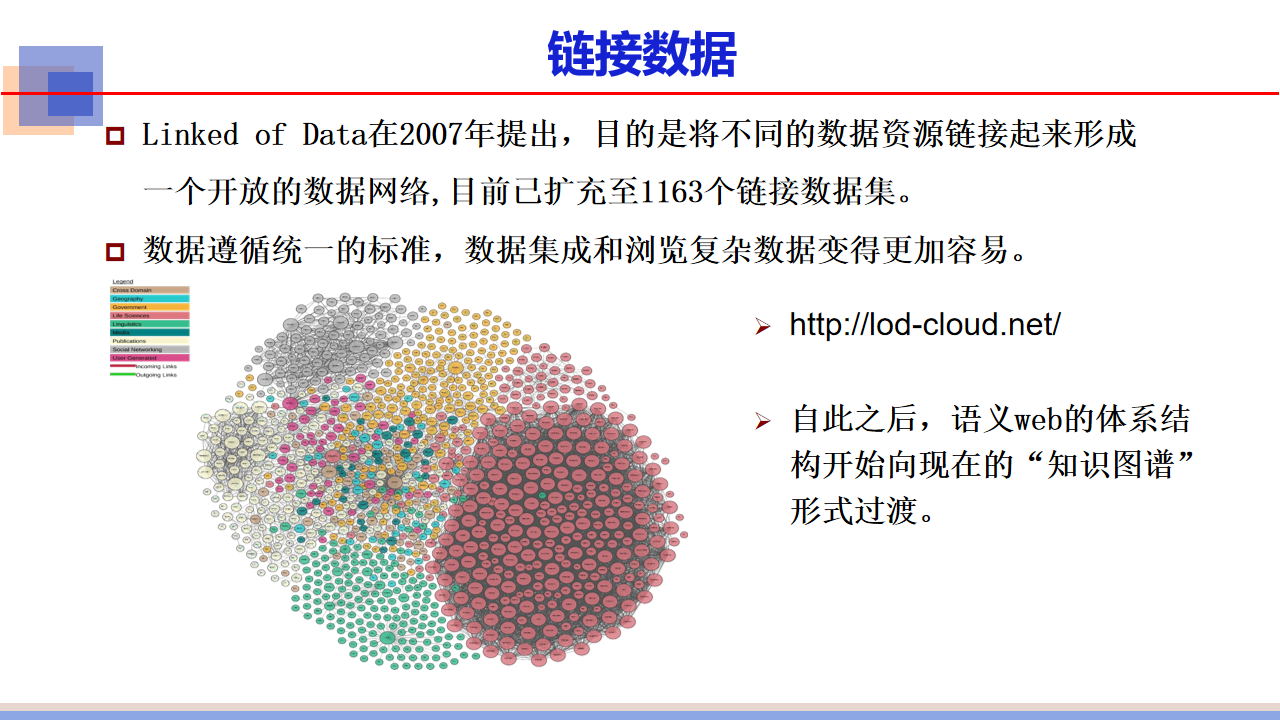 链接数据
Linked of Data在2007年提出，目的是将不同的数据资源链接起来形成
一个开放的数据网络,目前已扩充至1163个链接数据集。
数据遵循统一的标准，数据集成和浏览复杂数据变得更加容易。
Legend
Cross Domain
Geography
Government
Life Sciences
Linguistics
Media
Publications
Social Networking
User Generated
Incoming Links
Outgoing Links
http://lod-cloud.net/
自此之后，语义web的体系结
构开始向现在的“知识图谱”
形式过渡。